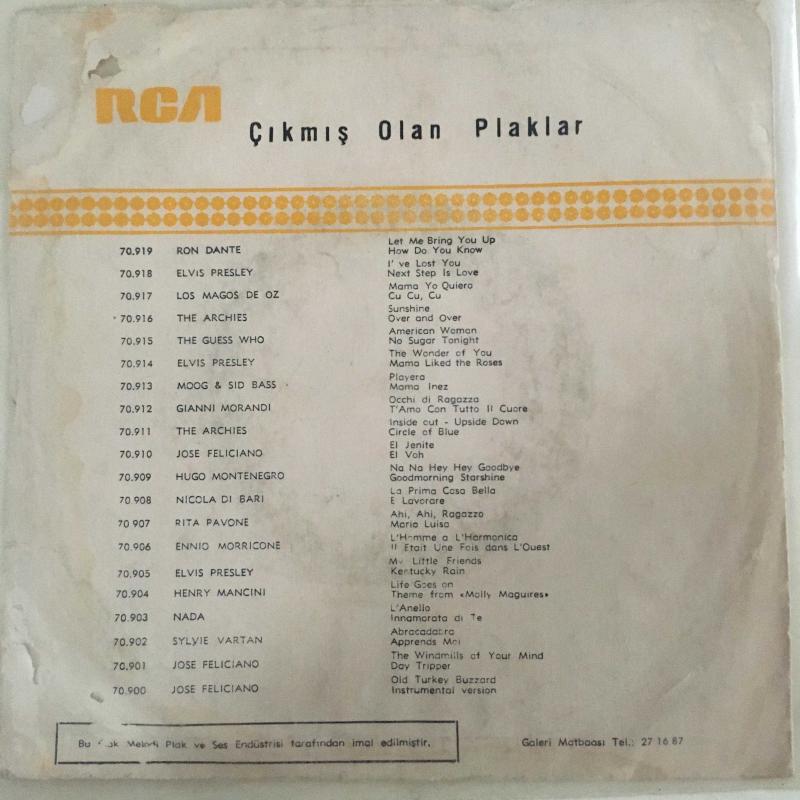 RCA
Çıkmış Olan Plaklar
70.919 RON DANTE Let Me Bring You Up
How Do You Know
70.918 ELVIS PRESLEY I' ve Lost You
Next Step Is Love
70.917 LOS MAGOS DE OZ Mama Yo Quiero
Cu Cu, Cu
70.916 THE ARCHIES Sunshine
Over and Over
70.915 THE GUESS WHO American Woman
No Sugar Tonight
70.914 ELVIS PRESLEY The Wonder of You
Mama Liked the Roses
70.913 MOOG & SID BASS Playera
Mama Inez
70.912 GIANNI MORANDI Occhi di Ragazza
T'Amo Con Tutto Il Cuore
70.911 THE ARCHIES Inside out - Upside Down
Circle of Blue
70.910 JOSE FELICIANO El Jenite
El Voh
70.909 HUGO MONTENEGRO Na Na Hey Hey Goodbye
Goodmorning Starshine
70.908 NICOLA DI BARI La Prima Cosa Bella
E Lavorare
70.907 RITA PAVONE Ahi, Ahi, Ragazzo
Maria Luisa
70.906 ENNIO MORRICONE L'Homme a L'Harmonica
Il Etait Une Fois dans L'Ouest
70.905 ELVIS PRESLEY My Little Friends
Kentucky Rain
70.904 HENRY MANCINI Life Goes on
Theme from «Molly Maguires»
70.903 NADA L'Anello
Innamorata di Te
70.902 SYLVIE VARTAN Abracadabra
Apprends Moi
70.901 JOSE FELICIANO The Windmills of Your Mind
Day Tripper
70.900 JOSE FELICIANO Old Turkey Buzzard
Instrumental version
Bu Melodi Plak ve Ses Endüstrisi tarafından imal edilmiştir.
Galeri Matbaası Tel.: 27 16 87